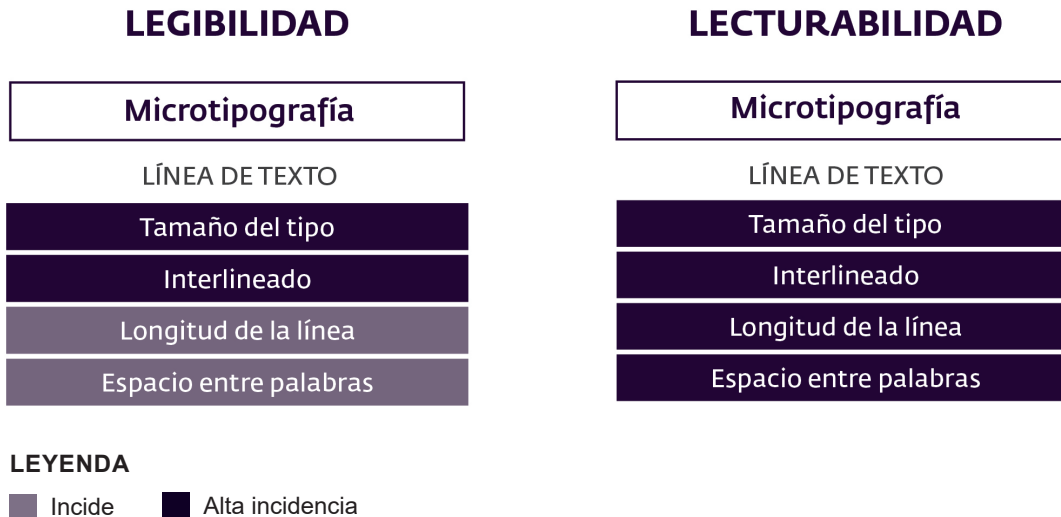 LEGIBILIDAD
Microtipografía
LÍNEA DE TEXTO
Tamaño del tipo
Interlineado
Longitud de la línea
Espacio entre palabras
LECTURABILIDAD
Microtipografía
LÍNEA DE TEXTO
Tamaño del tipo
Interlineado
Longitud de la línea
Espacio entre palabras
LEYENDA
Incide
Alta incidencia